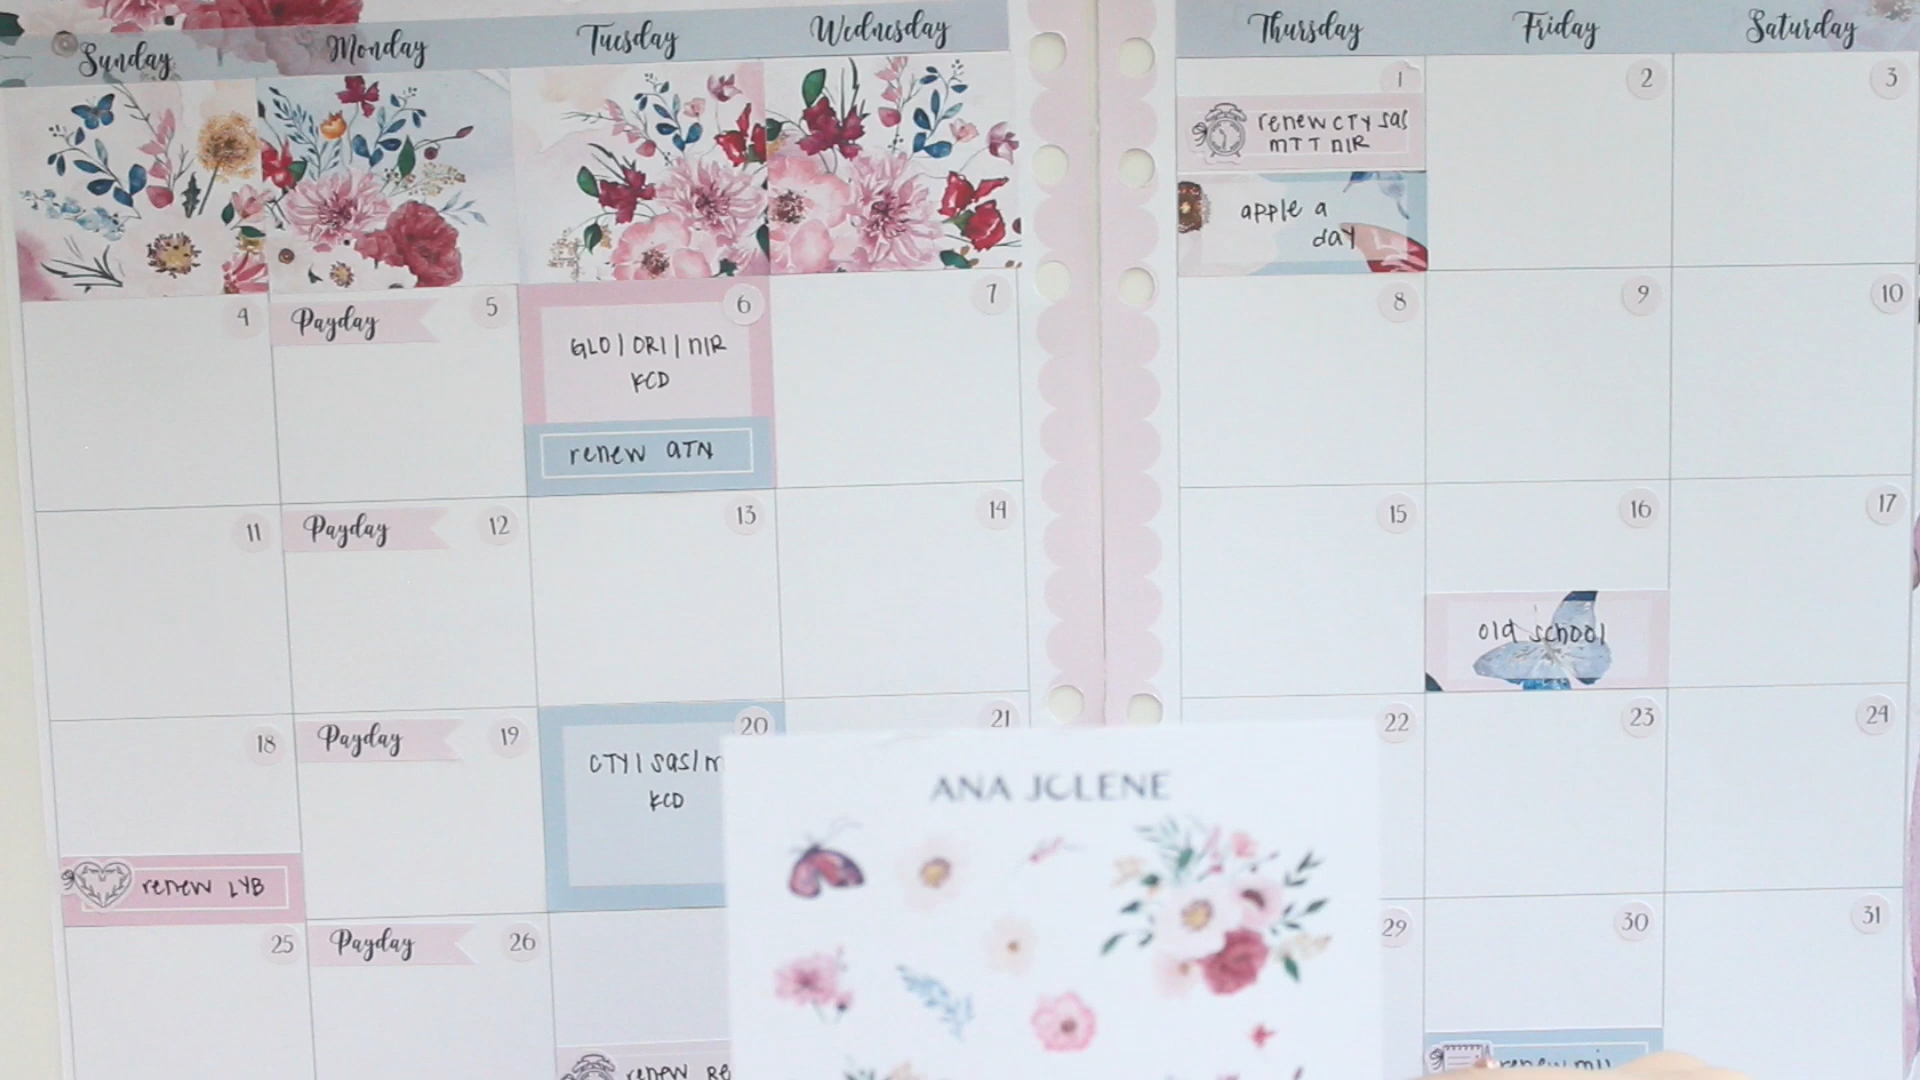 Sunday Monday Tuesday Wednesday Thursday Friday Saturday
1 2 3
renew CTY sas
MTT NIR
apple a
day
4 Payday 5 6 7 8 9 10
GLO/ORI/NIR
KCD
renew ATN
11 Payday 12 13 14 15 16 17
old school
18 Payday 19 20 21 22 23 24
CTY/sas/m
KCD
renew LYB
ANA JOLENE
25 Payday 26 29 30 31
renew
renew